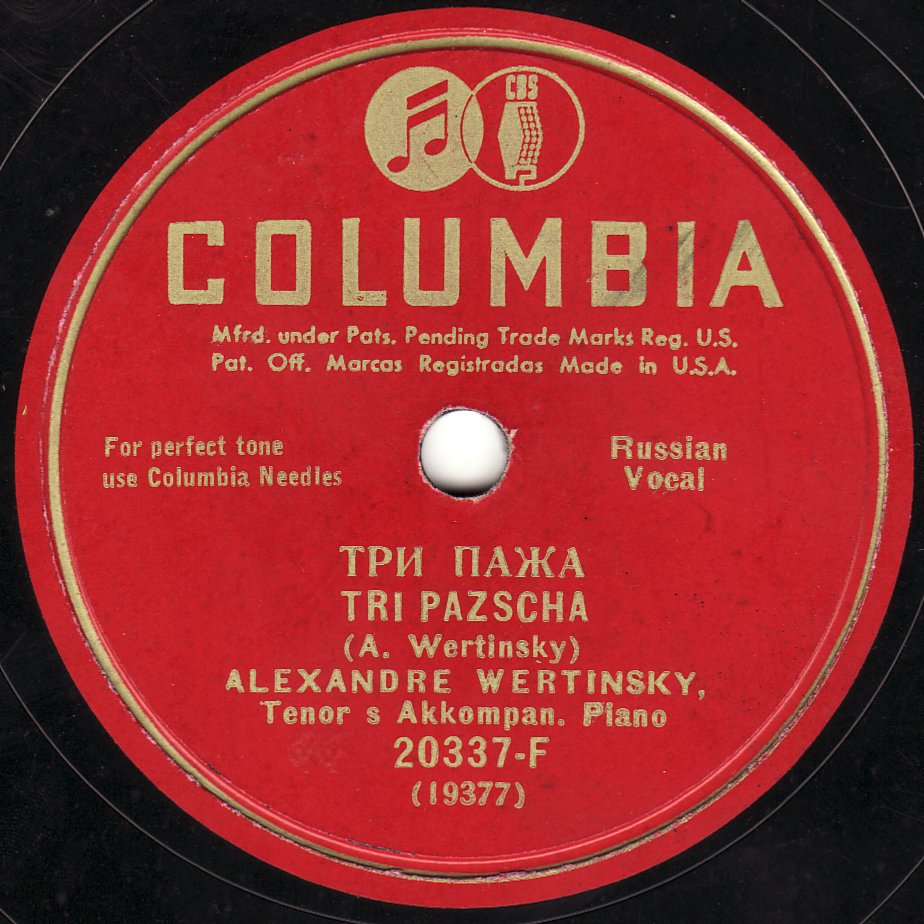 CBS
COLUMBIA
Mfrd. under Pats. Pending Trade Marks Reg. U.S.
Pat. Off. Marcas Registradas Made in U.S.A.
For perfect tone
use Columbia Needles
Russian
Vocal
ТРИ ПАЖА
TRI PAZSCHA
(A. Wertinsky)
ALEXANDRE WERTINSKY,
Tenor s Akkompan. Piano
20337-F
(19377)